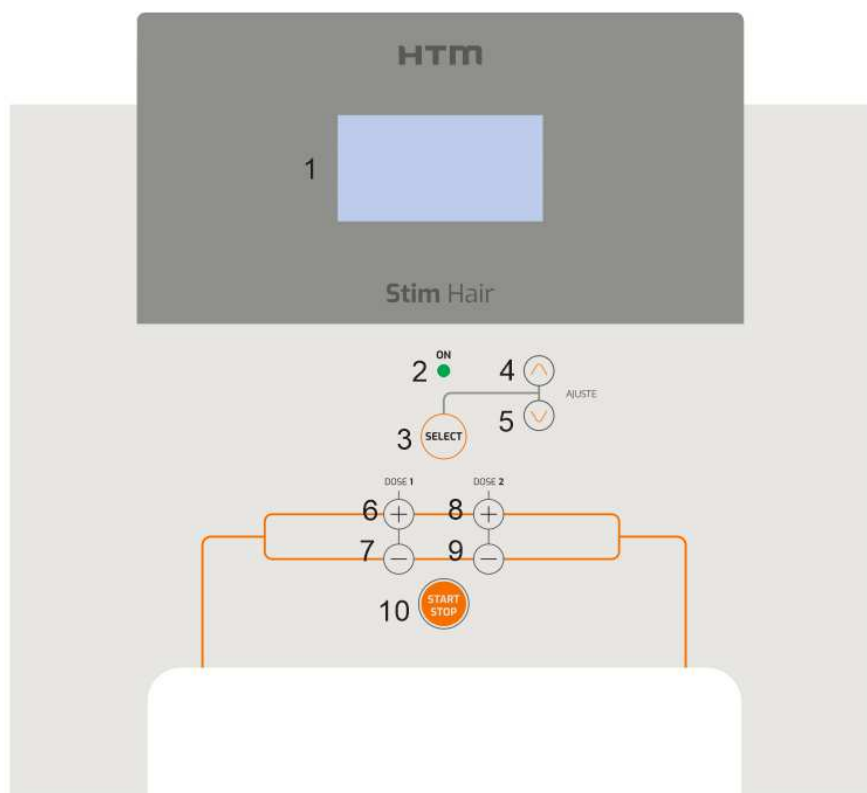 HTM
1
Stim Hair
ON
2
4
AJUSTE
5
3
SELECT
DOSE 1 DOSE 2
6 + 8 +
7 − 9 −
10
START
STOP